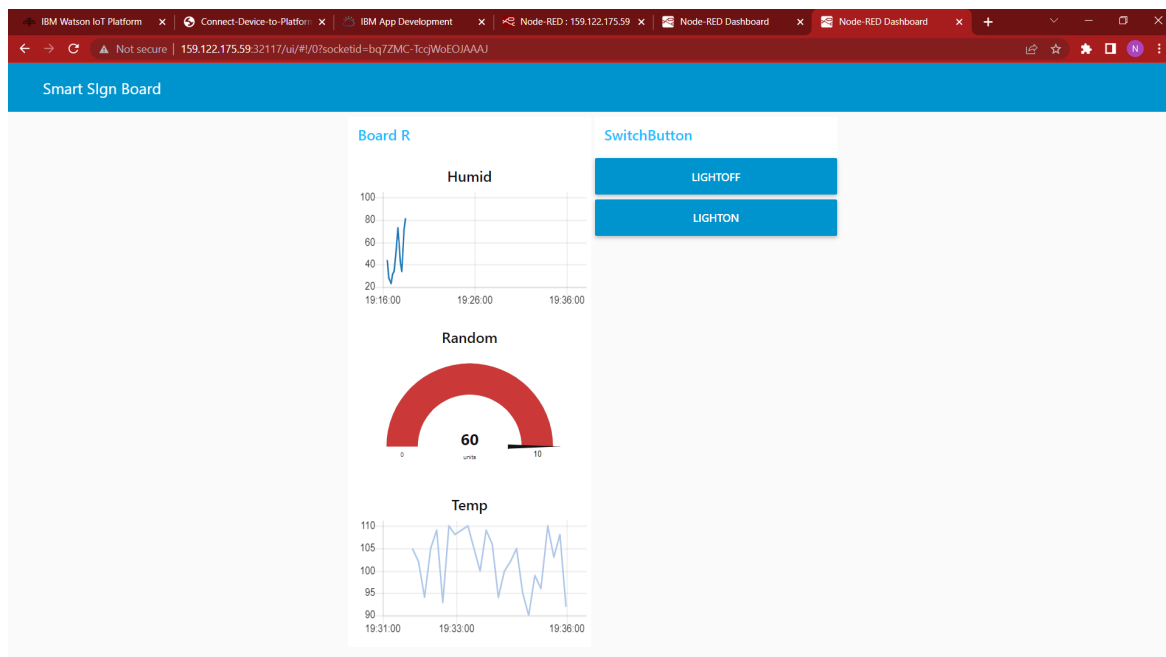 IBM Watson IoT Platform
Connect-Device-to-Platform
IBM App Development
Node-RED : 159.122.175.59
Node-RED Dashboard
Node-RED Dashboard
Not secure
159.122.175.59:32117/ui/#!/0?socketid=bq7ZMC-TccjWoEOJAAAJ
N
Smart SIgn Board
Board R
Humid
100
80
60
40
20
19:16:00 19:26:00 19:36:00
Random
60
units
0 10
Temp
110
105
100
95
90
19:31:00 19:33:00 19:36:00
SwitchButton
LIGHTOFF
LIGHTON